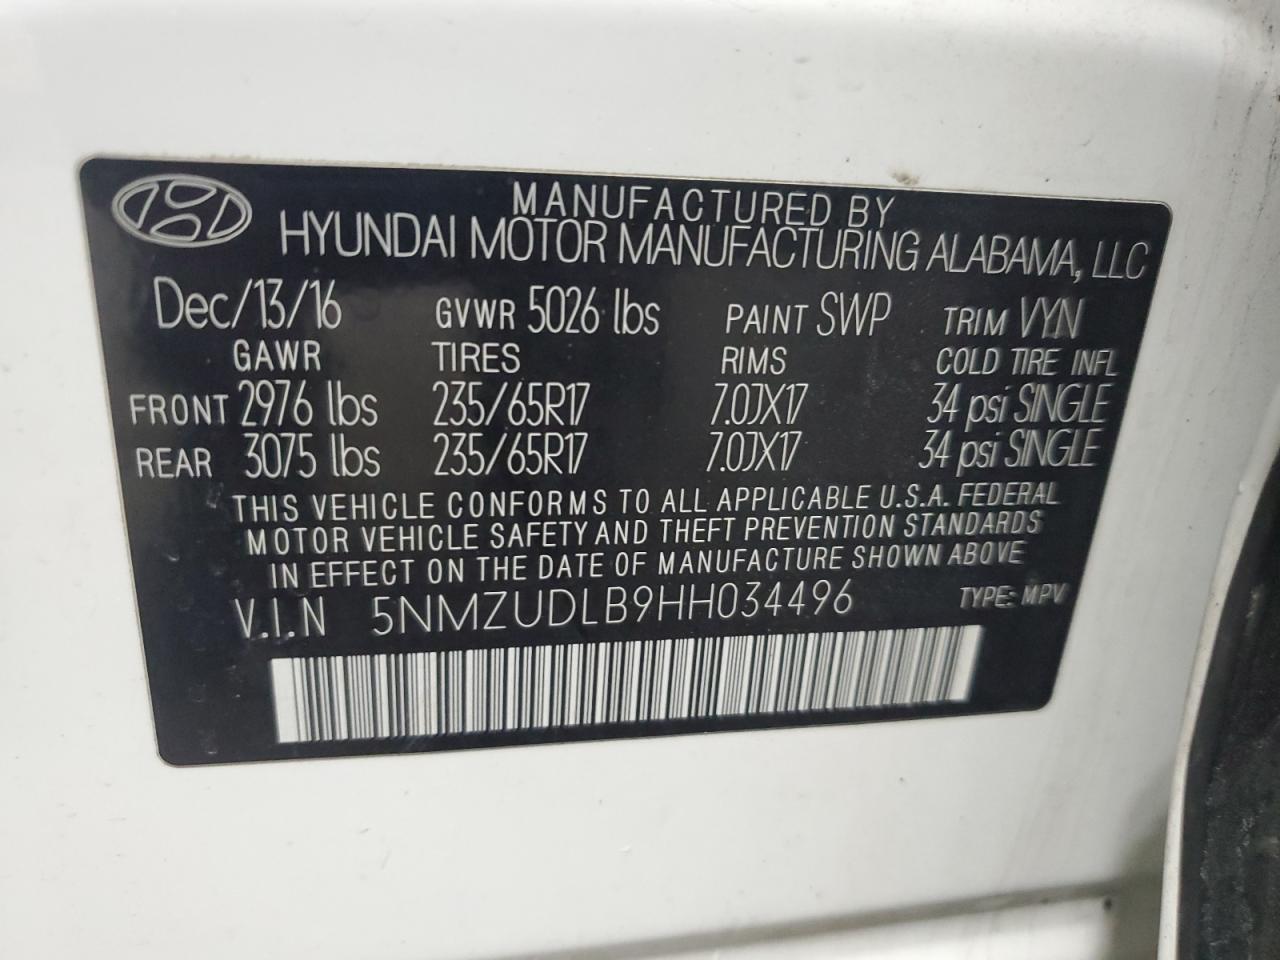 MANUFACTURED BY
HYUNDAI MOTOR MANUFACTURING ALABAMA, LLC
Dec/13/16 GVWR 5026 lbs PAINT SWP TRIM VYN
GAWR TIRES RIMS COLD TIRE INFL
FRONT 2976 lbs 235/65R17 7.0JX17 34 psi SINGLE
REAR 3075 lbs 235/65R17 7.0JX17 34 psi SINGLE
THIS VEHICLE CONFORMS TO ALL APPLICABLE U.S.A. FEDERAL
MOTOR VEHICLE SAFETY AND THEFT PREVENTION STANDARDS
IN EFFECT ON THE DATE OF MANUFACTURE SHOWN ABOVE
V.I.N 5NMZUDLB9HH034496 TYPE: MPV